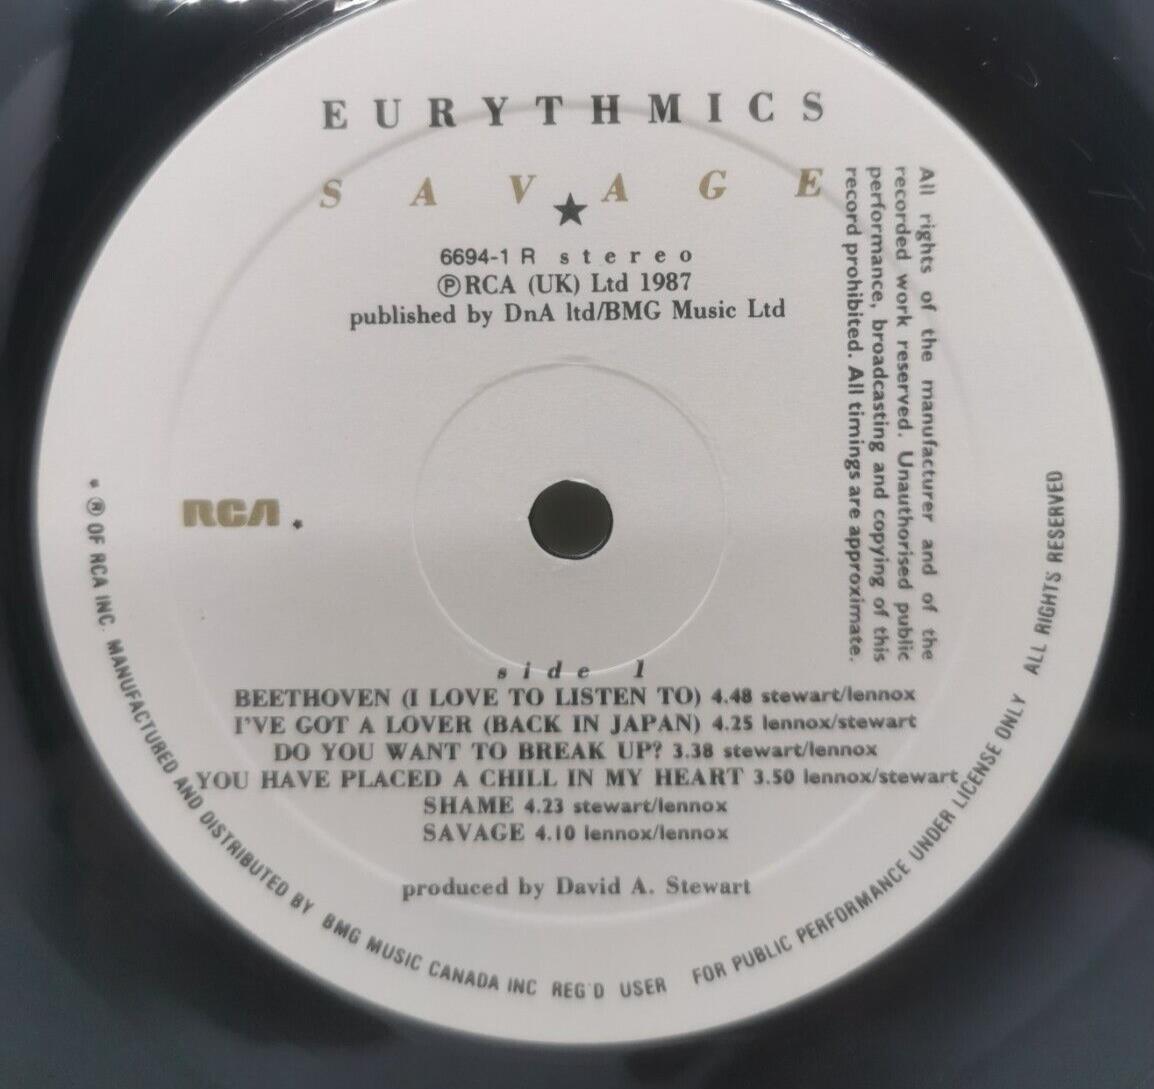 EURYTHMICS
SAVAGE
6694-1 R stereo
℗RCA (UK) Ltd 1987
published by DnA ltd/BMG Music Ltd
All rights of the manufacturer and of the
recorded work reserved. Unauthorised public
performance, broadcasting and copying of this
record prohibited. All timings are approximate.
RCA
side 1
BEETHOVEN (I LOVE TO LISTEN TO) 4.48 stewart/lennox
I'VE GOT A LOVER (BACK IN JAPAN) 4.25 lennox/stewart
DO YOU WANT TO BREAK UP? 3.38 stewart/lennox
YOU HAVE PLACED A CHILL IN MY HEART 3.50 lennox/stewart
SHAME 4.23 stewart/lennox
SAVAGE 4.10 lennox/lennox
produced by David A. Stewart
* ® OF RCA INC. MANUFACTURED AND DISTRIBUTED BY BMG MUSIC CANADA INC REG'D USER FOR PUBLIC PERFORMANCE UNDER LICENSE ONLY ALL RIGHTS RESERVED